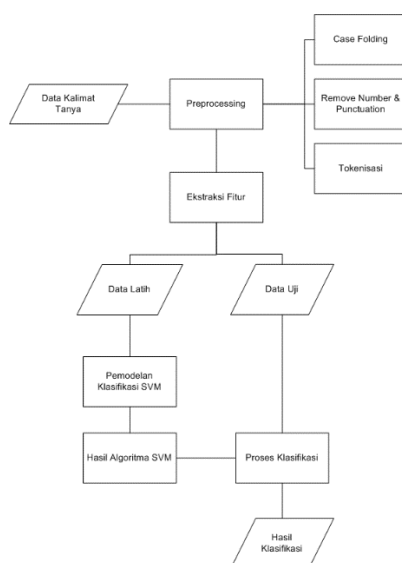 Case Folding
Data Kalimat
Tanya
Preprocessing
Remove Number &
Punctuation
Tokenisasi
Ekstraksi Fitur
Data Latih
Data Uji
Pemodelan
Klasifikasi SVM
Hasil Algoritma SVM
Proses Klasifikasi
Hasil
Klasifikasi